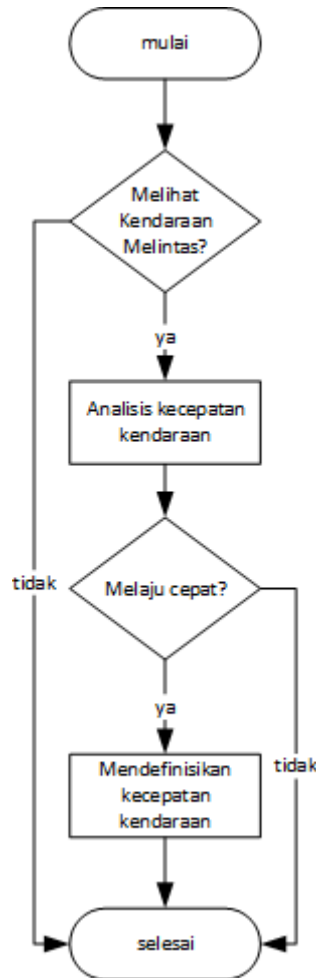 mulai
Melihat
Kendaraan
Melintas?
ya
Analisis kecepatan
kendaraan
tidak
Melaju cepat?
ya
tidak
Mendefinisikan
kecepatan
kendaraan
selesai